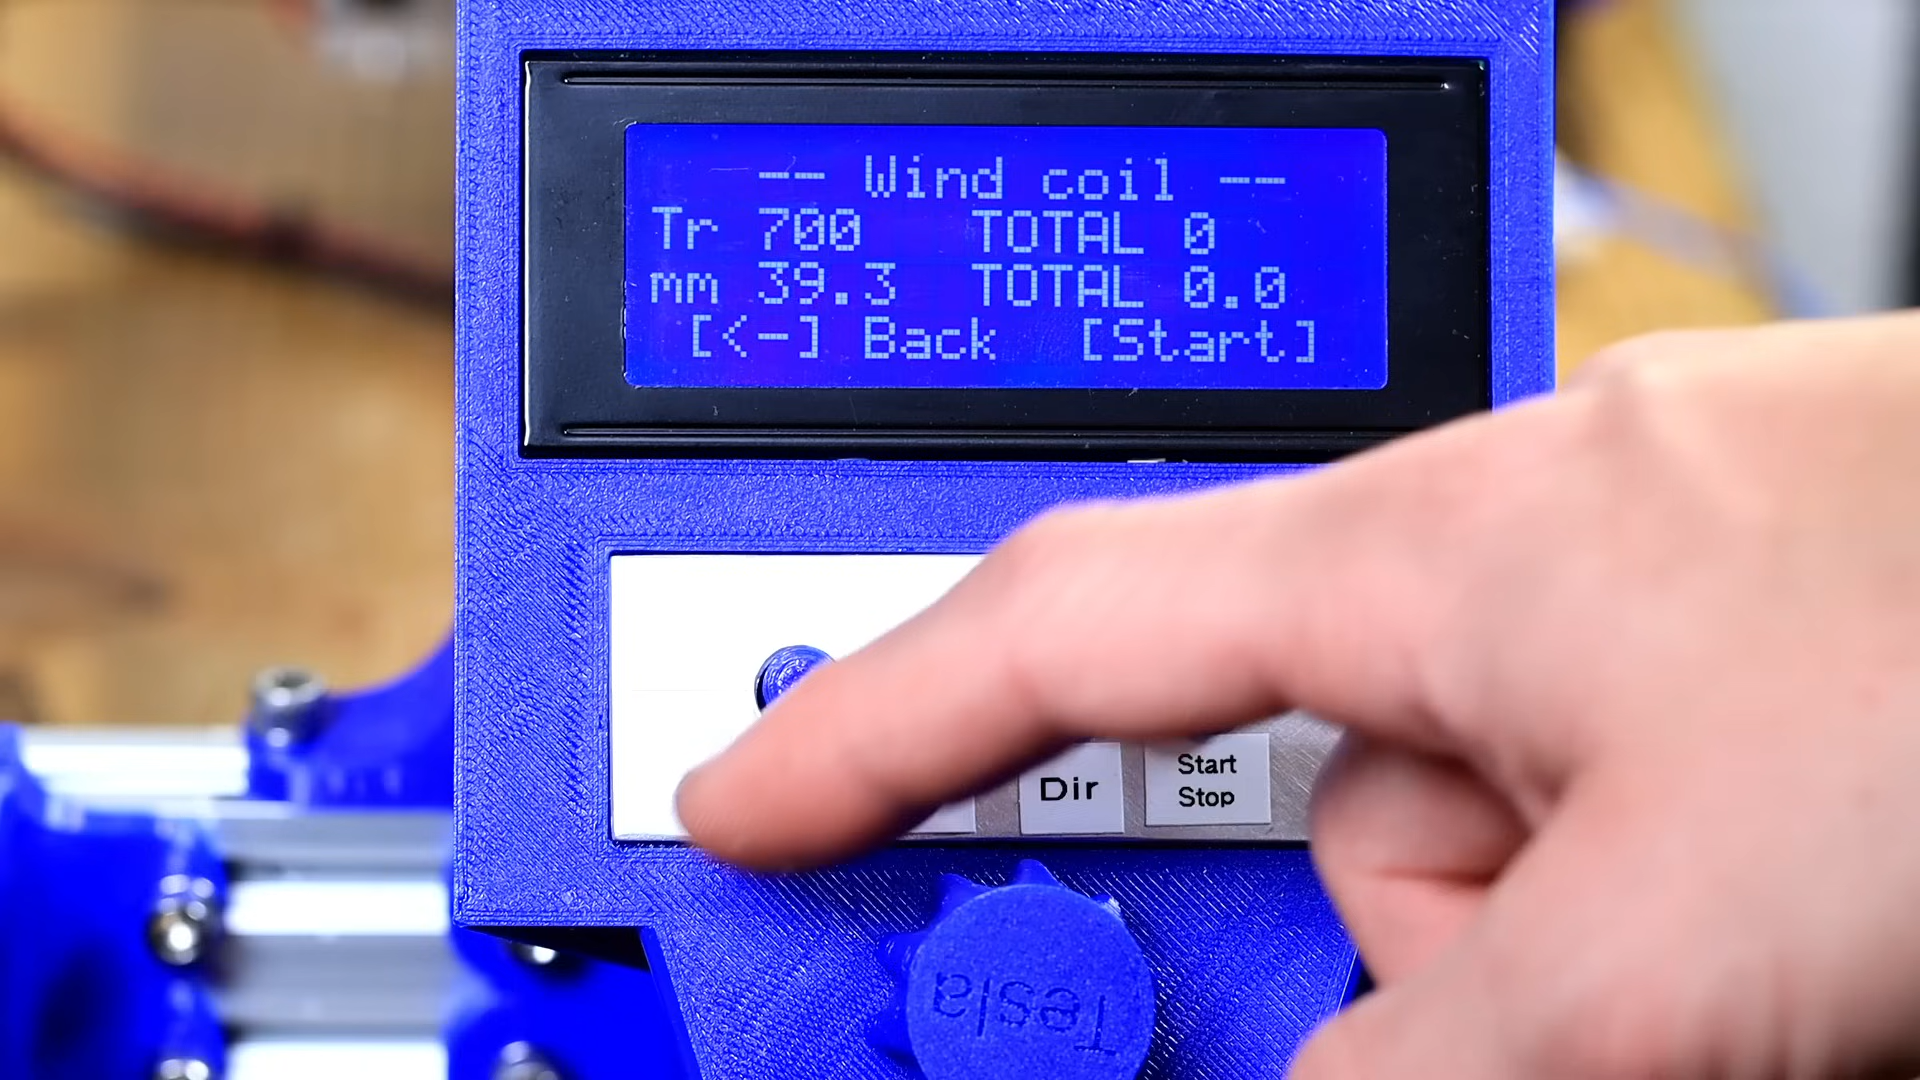 -- Wind coil --
Tr 700 TOTAL 0
mm 39.3 TOTAL 0.0
[<-] Back [Start]
Dir
Start
Stop
Tesla